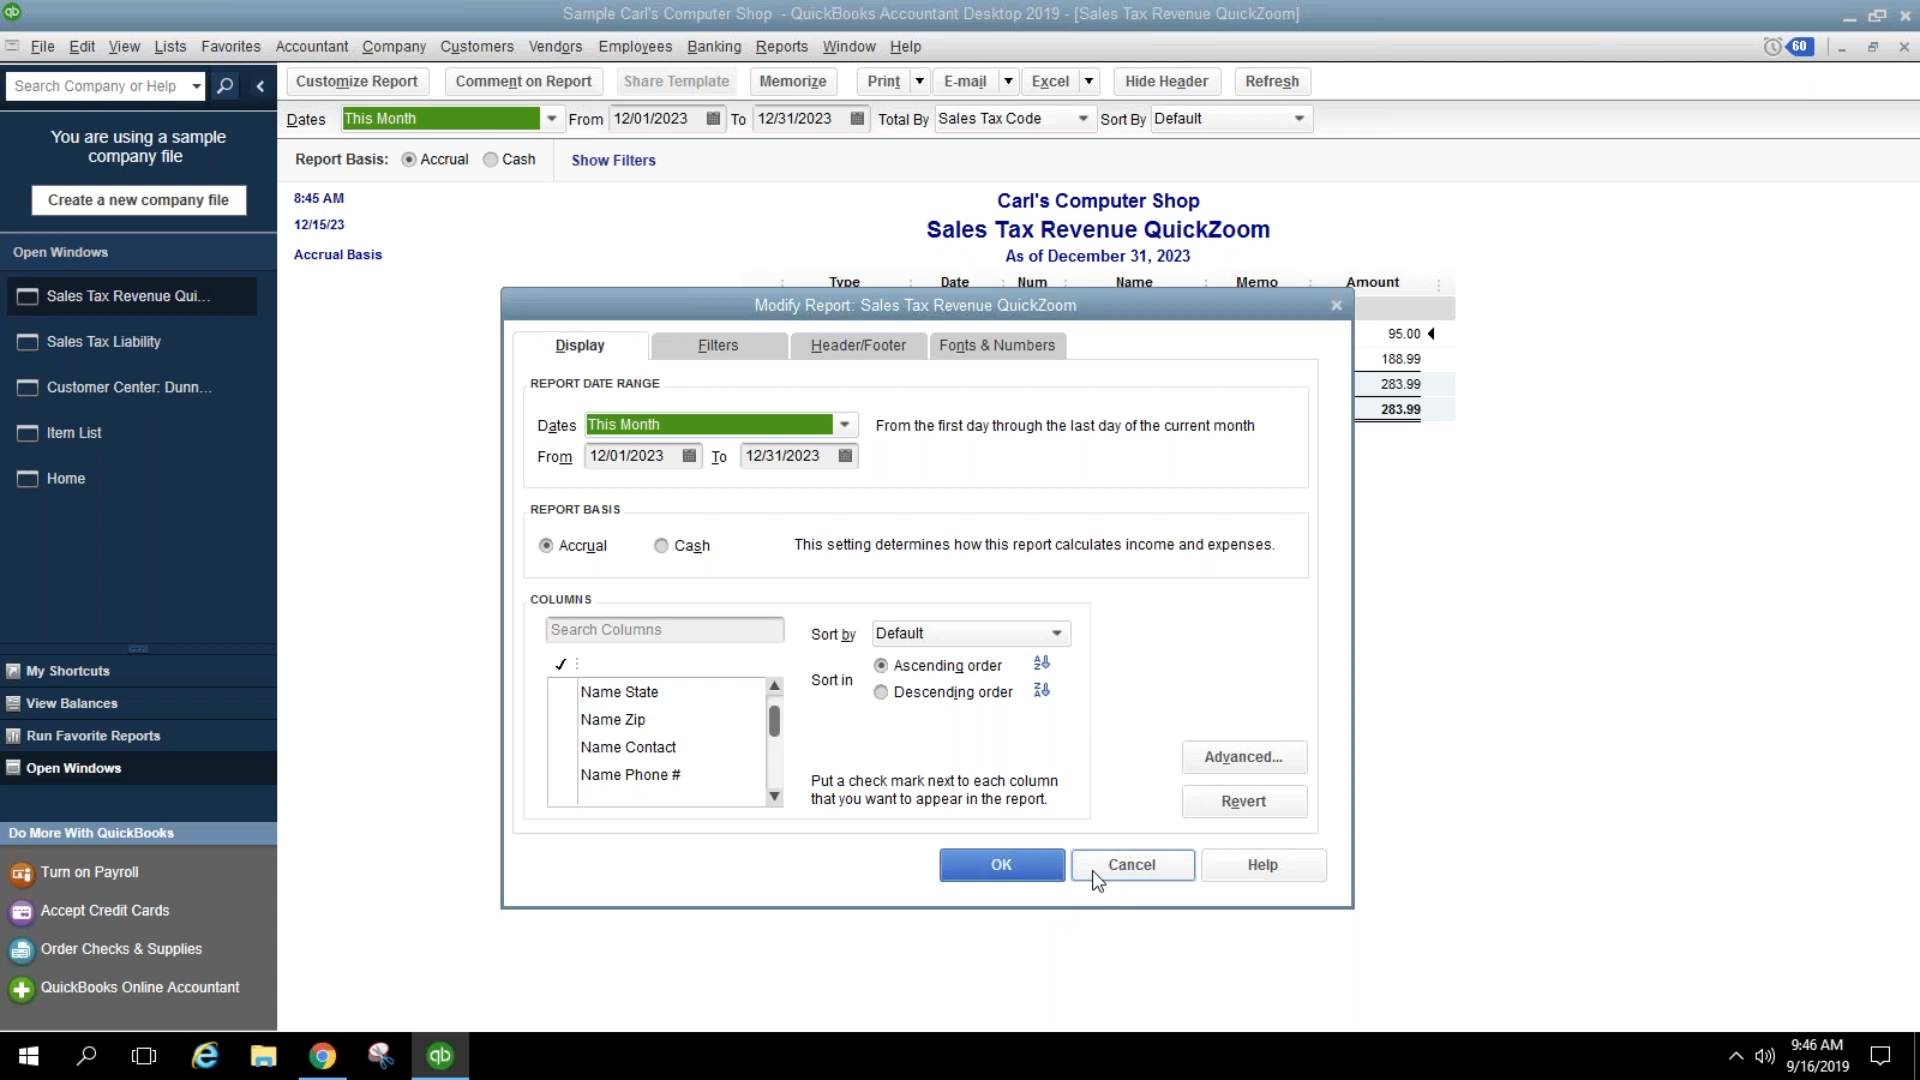 Sample Carl's Computer Shop - QuickBooks Accountant Desktop 2019 - [Sales Tax Revenue QuickZoom]
File Edit View Lists Favorites Accountant Company Customers Vendors Employees Banking Reports Window Help 60
Search Company or Help
Customize Report Comment on Report Share Template Memorize Print E-mail Excel Hide Header Refresh
Dates This Month From 12/01/2023 To 12/31/2023 Total By Sales Tax Code Sort By Default
Report Basis: Accrual Cash Show Filters
You are using a sample
company file
Create a new company file
Open Windows
Sales Tax Revenue Qui...
Sales Tax Liability
Customer Center: Dunn...
Item List
Home
My Shortcuts
View Balances
Run Favorite Reports
Open Windows
Do More With QuickBooks
Turn on Payroll
Accept Credit Cards
Order Checks & Supplies
QuickBooks Online Accountant
8:45 AM
12/15/23
Accrual Basis
Carl's Computer Shop
Sales Tax Revenue QuickZoom
As of December 31, 2023
Type Date Num Name Memo Amount
95.00
188.99
283.99
283.99
Modify Report: Sales Tax Revenue QuickZoom
Display Filters Header/Footer Fonts & Numbers
REPORT DATE RANGE
Dates This Month From the first day through the last day of the current month
From 12/01/2023 To 12/31/2023
REPORT BASIS
Accrual Cash This setting determines how this report calculates income and expenses.
COLUMNS
Search Columns
Name State
Name Zip
Name Contact
Name Phone #
Sort by Default
Sort in
Ascending order
Descending order
Put a check mark next to each column
that you want to appear in the report.
Advanced...
Revert
OK Cancel Help
qb
9:46 AM
9/16/2019